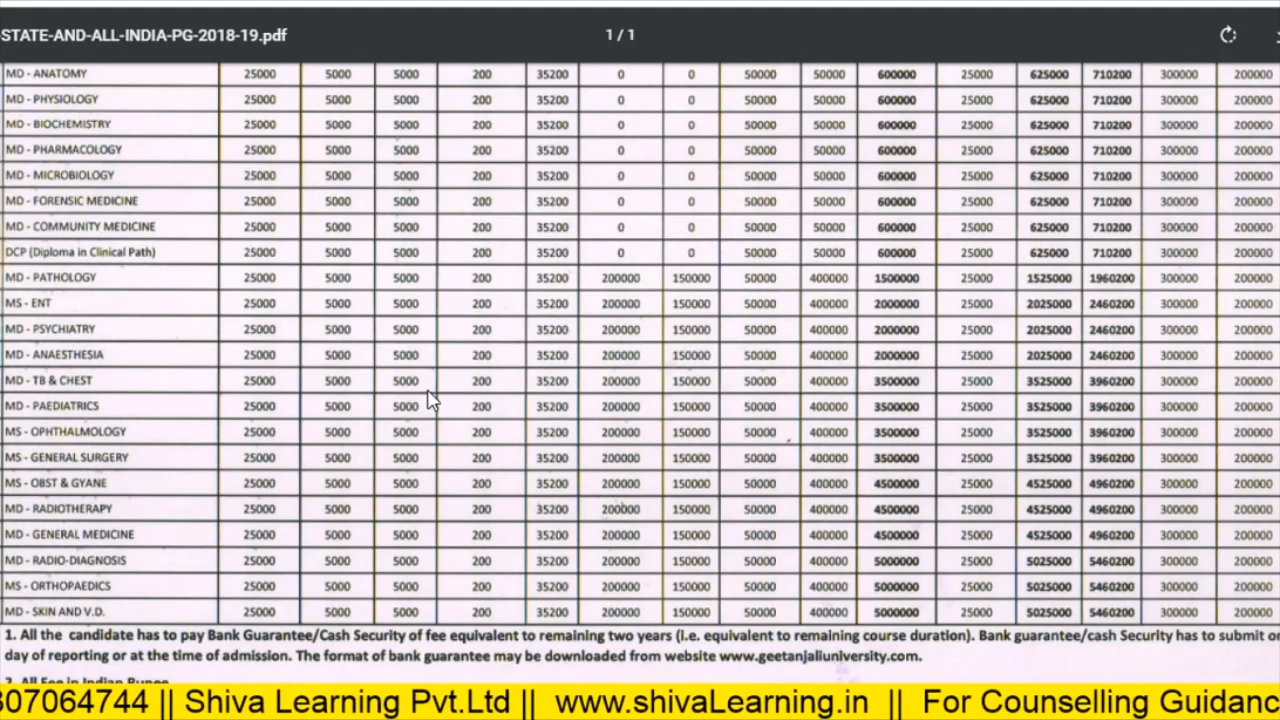 -STATE-AND-ALL-INDIA-PG-2018-19.pdf 1 / 1
MD - ANATOMY 25000 5000 5000 200 35200 0 0 50000 50000 600000 25000 625000 710200 300000 200000
MD - PHYSIOLOGY 25000 5000 5000 200 35200 0 0 50000 50000 600000 25000 625000 710200 300000 200000
MD - BIOCHEMISTRY 25000 5000 5000 200 35200 0 0 50000 50000 600000 25000 625000 710200 300000 200000
MD - PHARMACOLOGY 25000 5000 5000 200 35200 0 0 50000 50000 600000 25000 625000 710200 300000 200000
MD - MICROBIOLOGY 25000 5000 5000 200 35200 0 0 50000 50000 600000 25000 625000 710200 300000 200000
MD - FORENSIC MEDICINE 25000 5000 5000 200 35200 0 0 50000 50000 600000 25000 625000 710200 300000 200000
MD - COMMUNITY MEDICINE 25000 5000 5000 200 35200 0 0 50000 50000 600000 25000 625000 710200 300000 200000
DCP (Diploma in Clinical Path) 25000 5000 5000 200 35200 0 0 50000 50000 600000 25000 625000 710200 300000 200000
MD - PATHOLOGY 25000 5000 5000 200 35200 200000 150000 50000 400000 1500000 25000 1525000 1960200 300000 200000
MS - ENT 25000 5000 5000 200 35200 200000 150000 50000 400000 2000000 25000 2025000 2460200 300000 200000
MD - PSYCHIATRY 25000 5000 5000 200 35200 200000 150000 50000 400000 2000000 25000 2025000 2460200 300000 200000
MD - ANAESTHESIA 25000 5000 5000 200 35200 200000 150000 50000 400000 2000000 25000 2025000 2460200 300000 200000
MD - TB & CHEST 25000 5000 5000 200 35200 200000 150000 50000 400000 3500000 25000 3525000 3960200 300000 200000
MD - PAEDIATRICS 25000 5000 5000 200 35200 200000 150000 50000 400000 3500000 25000 3525000 3960200 300000 200000
MS - OPHTHALMOLOGY 25000 5000 5000 200 35200 200000 150000 50000 400000 3500000 25000 3525000 3960200 300000 200000
MS - GENERAL SURGERY 25000 5000 5000 200 35200 200000 150000 50000 400000 3500000 25000 3525000 3960200 300000 200000
MS - OBST & GYANE 25000 5000 5000 200 35200 200000 150000 50000 400000 4500000 25000 4525000 4960200 300000 200000
MD - RADIOTHERAPY 25000 5000 5000 200 35200 200000 150000 50000 400000 4500000 25000 4525000 4960200 300000 200000
MD - GENERAL MEDICINE 25000 5000 5000 200 35200 200000 150000 50000 400000 4500000 25000 4525000 4960200 300000 200000
MD - RADIO-DIAGNOSIS 25000 5000 5000 200 35200 200000 150000 50000 400000 5000000 25000 5025000 5460200 300000 200000
MS - ORTHOPAEDICS 25000 5000 5000 200 35200 200000 150000 50000 400000 5000000 25000 5025000 5460200 300000 200000
MD - SKIN AND V.D. 25000 5000 5000 200 35200 200000 150000 50000 400000 5000000 25000 5025000 5460200 300000 200000
1. All the candidate has to pay Bank Guarantee/Cash Security of fee equivalent to remaining two years (i.e. equivalent to remaining course duration). Bank guarantee/cash Security has to submit on
day of reporting or at the time of admission. The format of bank guarantee may be downloaded from website www.geetanjaliuniversity.com.
2. All Fee in Indian Rupee
307064744 || Shiva Learning Pvt.Ltd || www.shivaLearning.in || For Counselling Guidanc